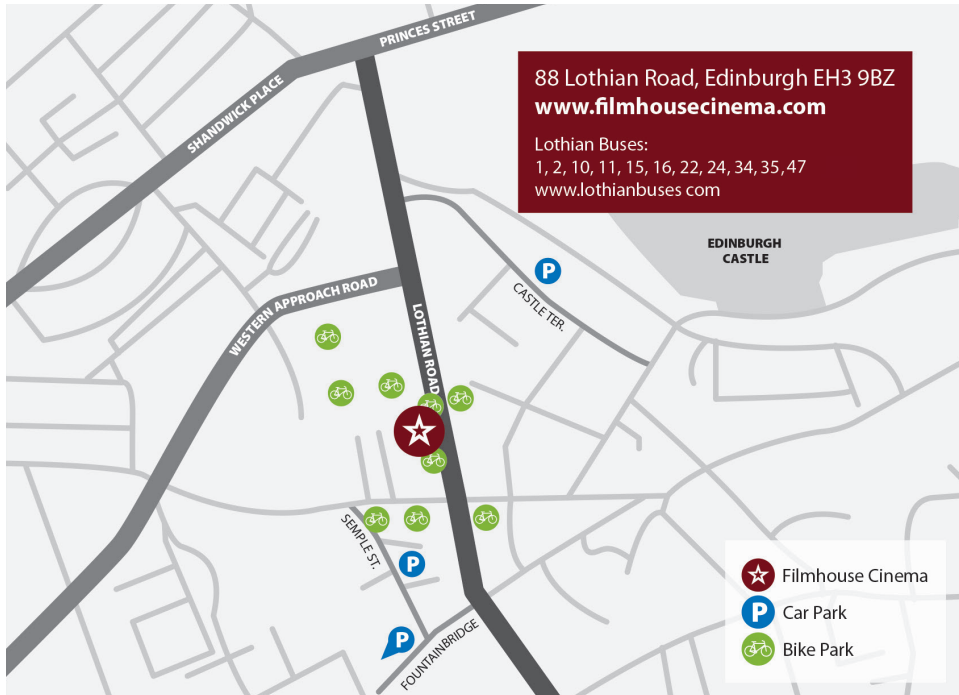 PRINCES STREET
SHANDWICK PLACE
88 Lothian Road, Edinburgh EH3 9BZ
www.filmhousecinema.com
Lothian Buses:
1, 2, 10, 11, 15, 16, 22, 24, 34, 35, 47
www.lothianbuses com
EDINBURGH
CASTLE
P
CASTLE TER.
WESTERN APPROACH ROAD
LOTHIAN ROAD
SEMPLE ST.
P
P
FOUNTAINBRIDGE
Filmhouse Cinema
P Car Park
Bike Park